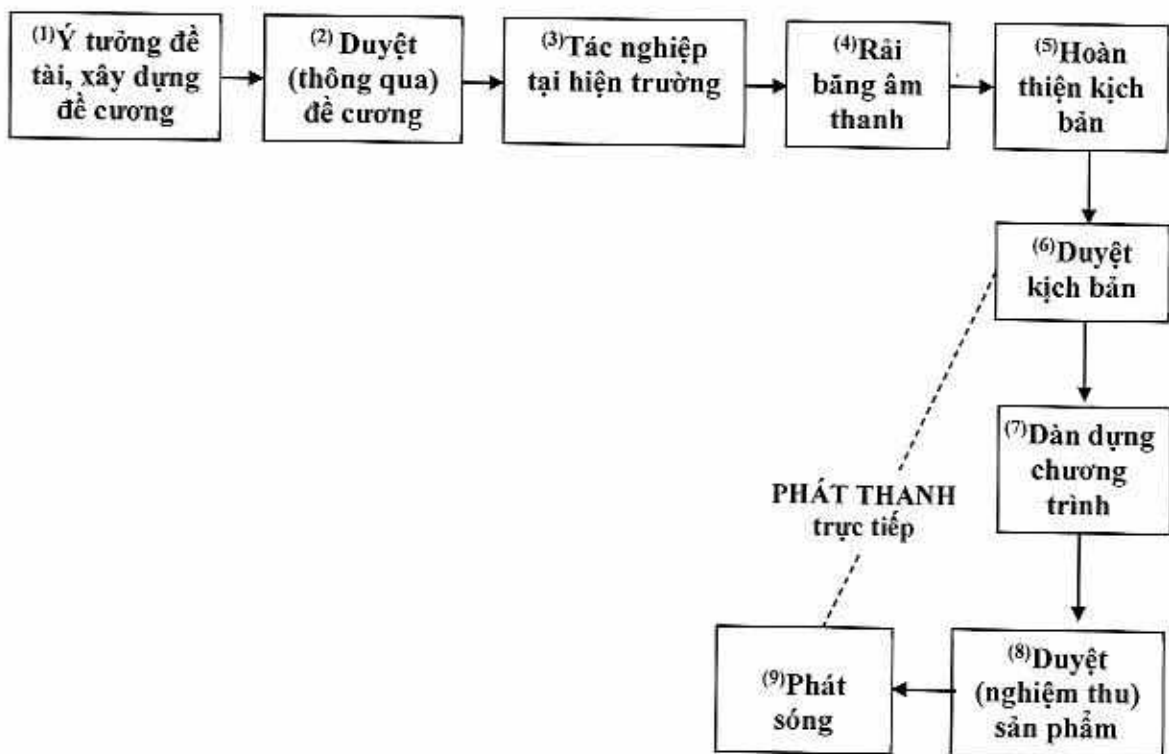 (1)Ý tưởng đề
tài, xây dựng
đề cương
(2) Duyệt
(thông qua)
đề cương
(3)Tác nghiệp
tại hiện trường
(4)Rải
băng âm
thanh
(5)Hoàn
thiện kịch
bản
(6)Duyệt
kịch bản
(7)Dàn dựng
chương
trình
PHÁT THANH
trực tiếp
(8)Duyệt
(nghiệm thu)
sản phẩm
(9)Phát
sóng